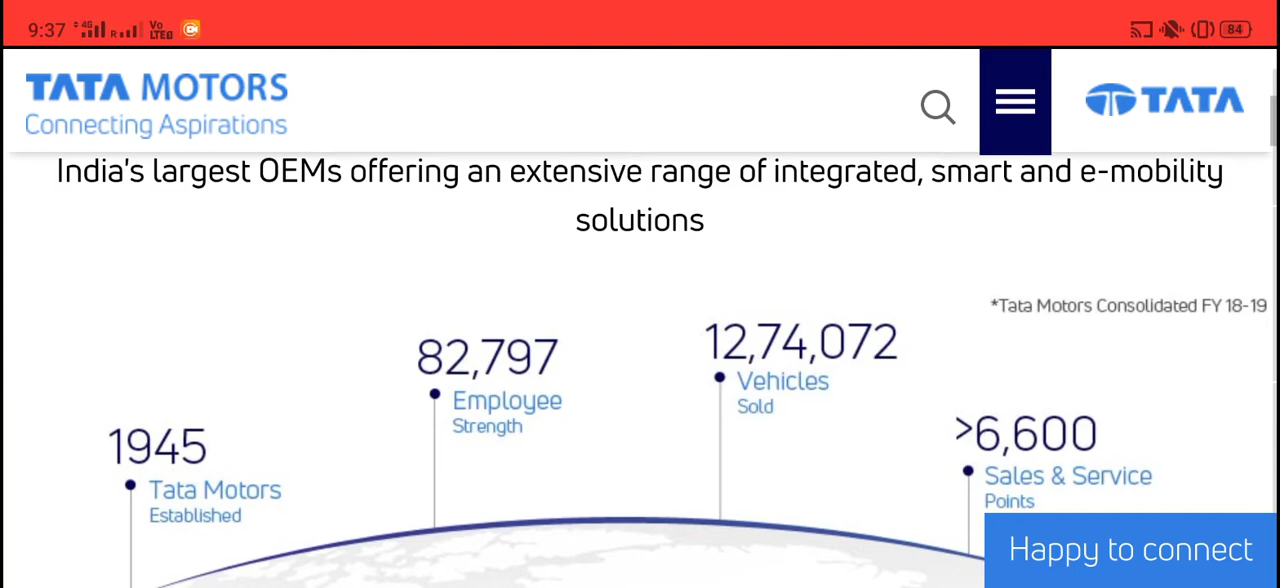 9:37 4G R Vo LTE 84
TATA MOTORS
Connecting Aspirations
TATA
India's largest OEMs offering an extensive range of integrated, smart and e-mobility
solutions
*Tata Motors Consolidated FY 18-19
12,74,072
Vehicles
Sold
82,797
Employee
Strength
>6,600
Sales & Service
Points
1945
Tata Motors
Established
Happy to connect